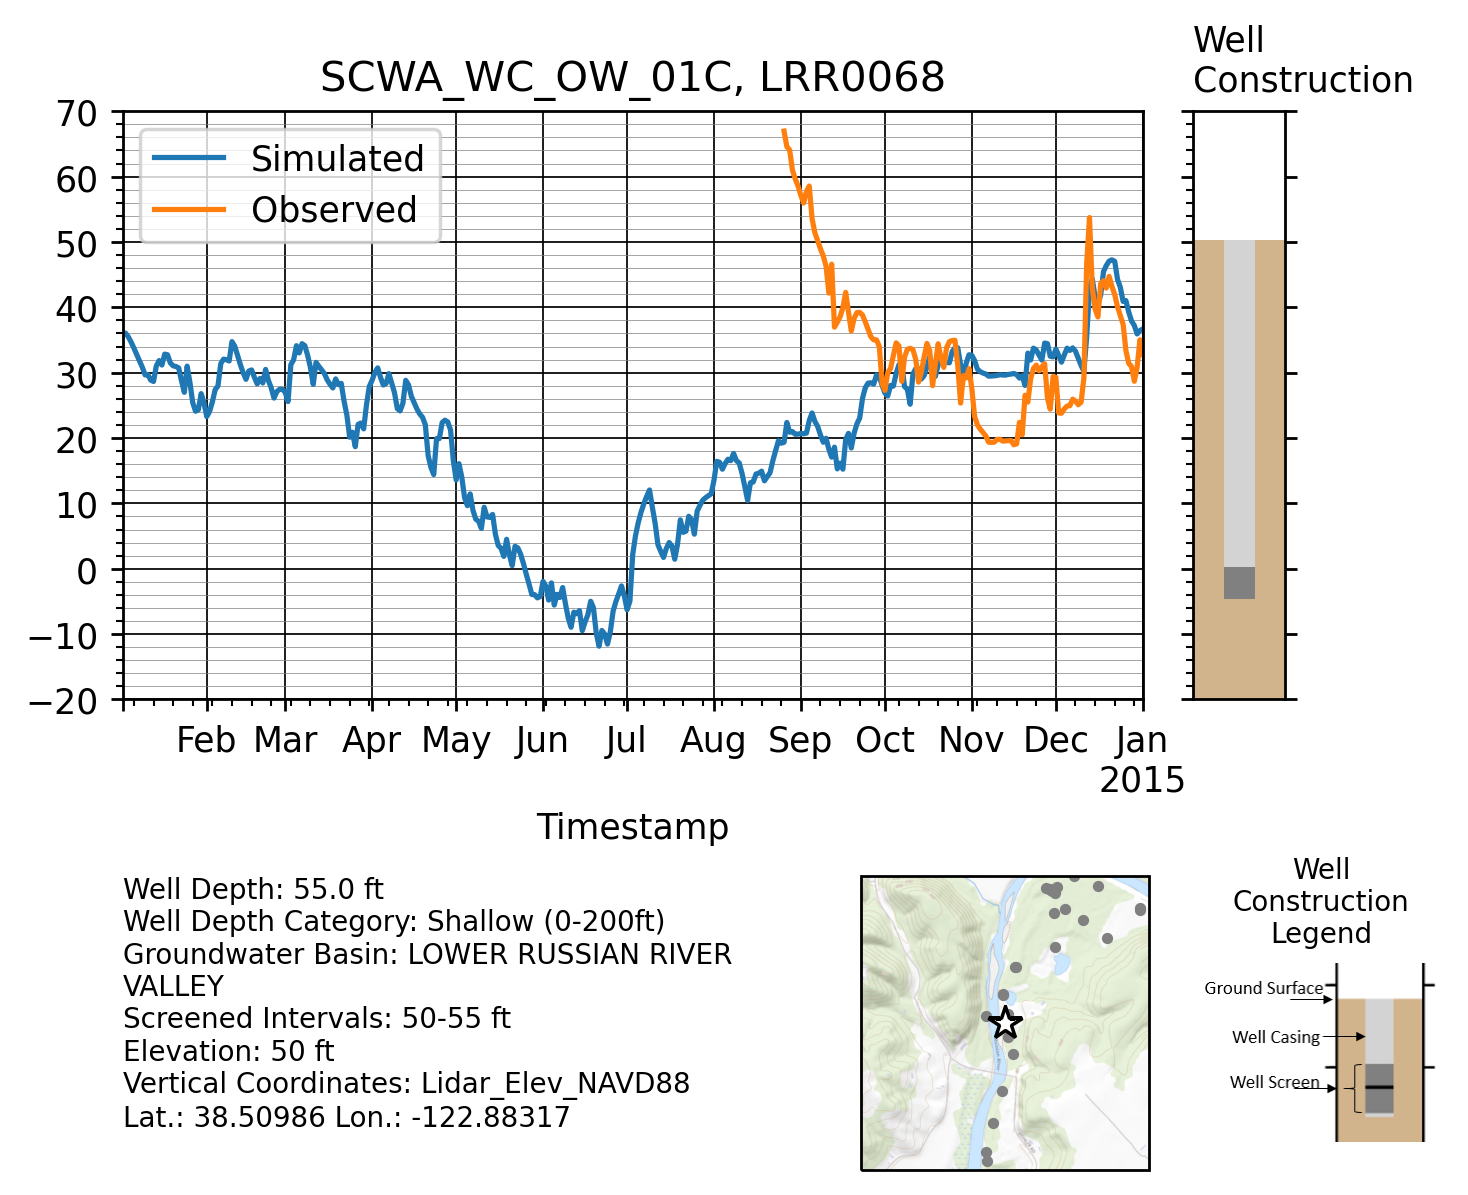 Well
Construction
SCWA_WC_OW_01C, LRR0068
70
60
50
40
30
20
10
0
−10
−20
Simulated
Observed
Feb Mar Apr May Jun Jul Aug Sep Oct Nov Dec Jan
2015
Timestamp
Well Depth: 55.0 ft
Well Depth Category: Shallow (0-200ft)
Groundwater Basin: LOWER RUSSIAN RIVER
VALLEY
Screened Intervals: 50-55 ft
Elevation: 50 ft
Vertical Coordinates: Lidar_Elev_NAVD88
Lat.: 38.50986 Lon.: -122.88317
Well
Construction
Legend
Ground Surface
Well Casing
Well Screen